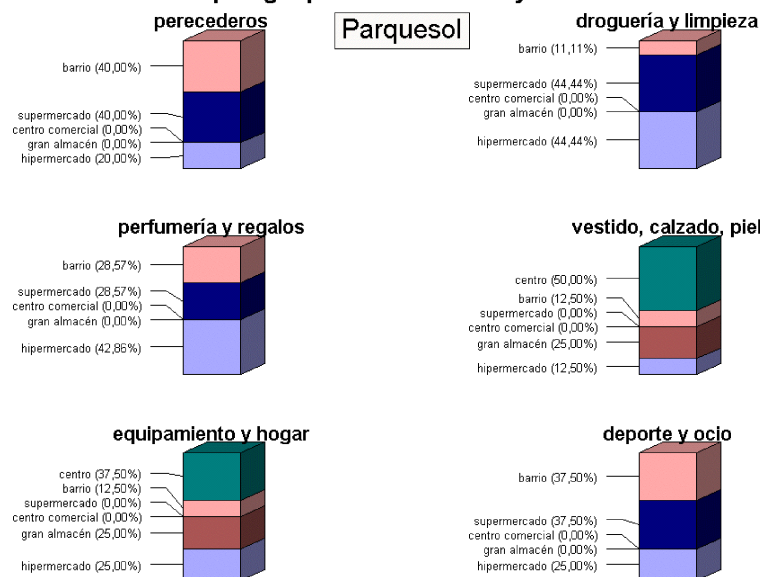 perecederos
Parquesol
droguería y limpieza
barrio (40,00%)
supermercado (40,00%)
centro comercial (0,00%)
gran almacén (0,00%)
hipermercado (20,00%)
barrio (11,11%)
supermercado (44,44%)
centro comercial (0,00%)
gran almacén (0,00%)
hipermercado (44,44%)
perfumería y regalos
barrio (28,57%)
supermercado (28,57%)
centro comercial (0,00%)
gran almacén (0,00%)
hipermercado (42,86%)
vestido, calzado, piel
centro (50,00%)
barrio (12,50%)
supermercado (0,00%)
centro comercial (0,00%)
gran almacén (25,00%)
hipermercado (12,50%)
equipamiento y hogar
centro (37,50%)
barrio (12,50%)
supermercado (0,00%)
centro comercial (0,00%)
gran almacén (25,00%)
hipermercado (25,00%)
deporte y ocio
barrio (37,50%)
supermercado (37,50%)
centro comercial (0,00%)
gran almacén (0,00%)
hipermercado (25,00%)